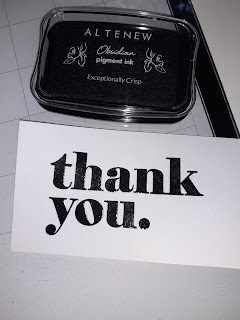 ALTENEW
Obsidian
pigment ink
Exceptionally Crisp
thank
you.